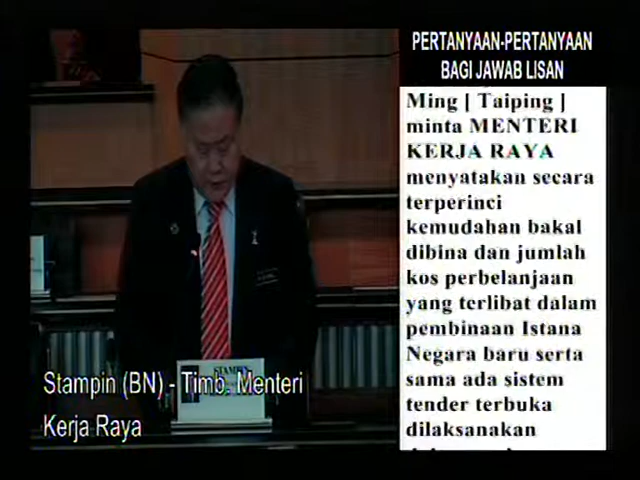 PERTANYAAN-PERTANYAAN
BAGI JAWAB LISAN
Ming [ Taiping ]
minta MENTERI
KERJA RAYA
menyatakan secara
terperinci
kemudahan bakal
dibina dan jumlah
kos perbelanjaan
yang terlibat dalam
pembinaan Istana
Negara baru serta
sama ada sistem
tender terbuka
dilaksanakan
STAMPIN
Stampin (BN) - Timb. Menteri
Kerja Raya